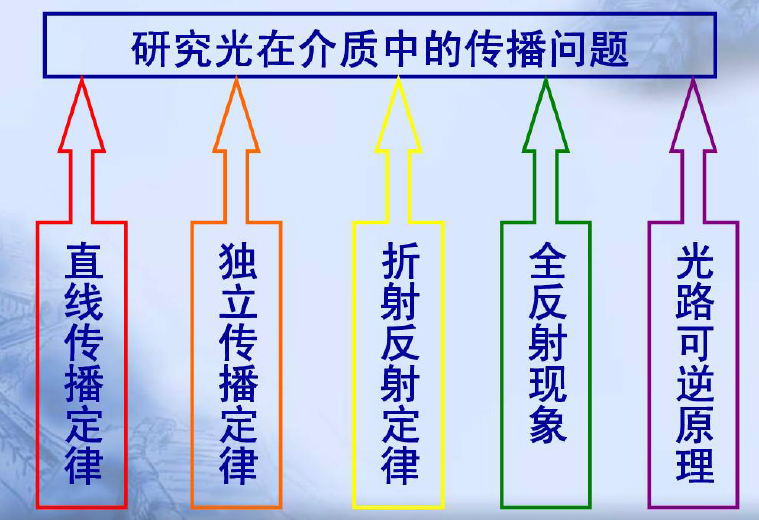 研究光在介质中的传播问题
直线传播定律
独立传播定律
折射反射定律
全反射现象
光路可逆原理